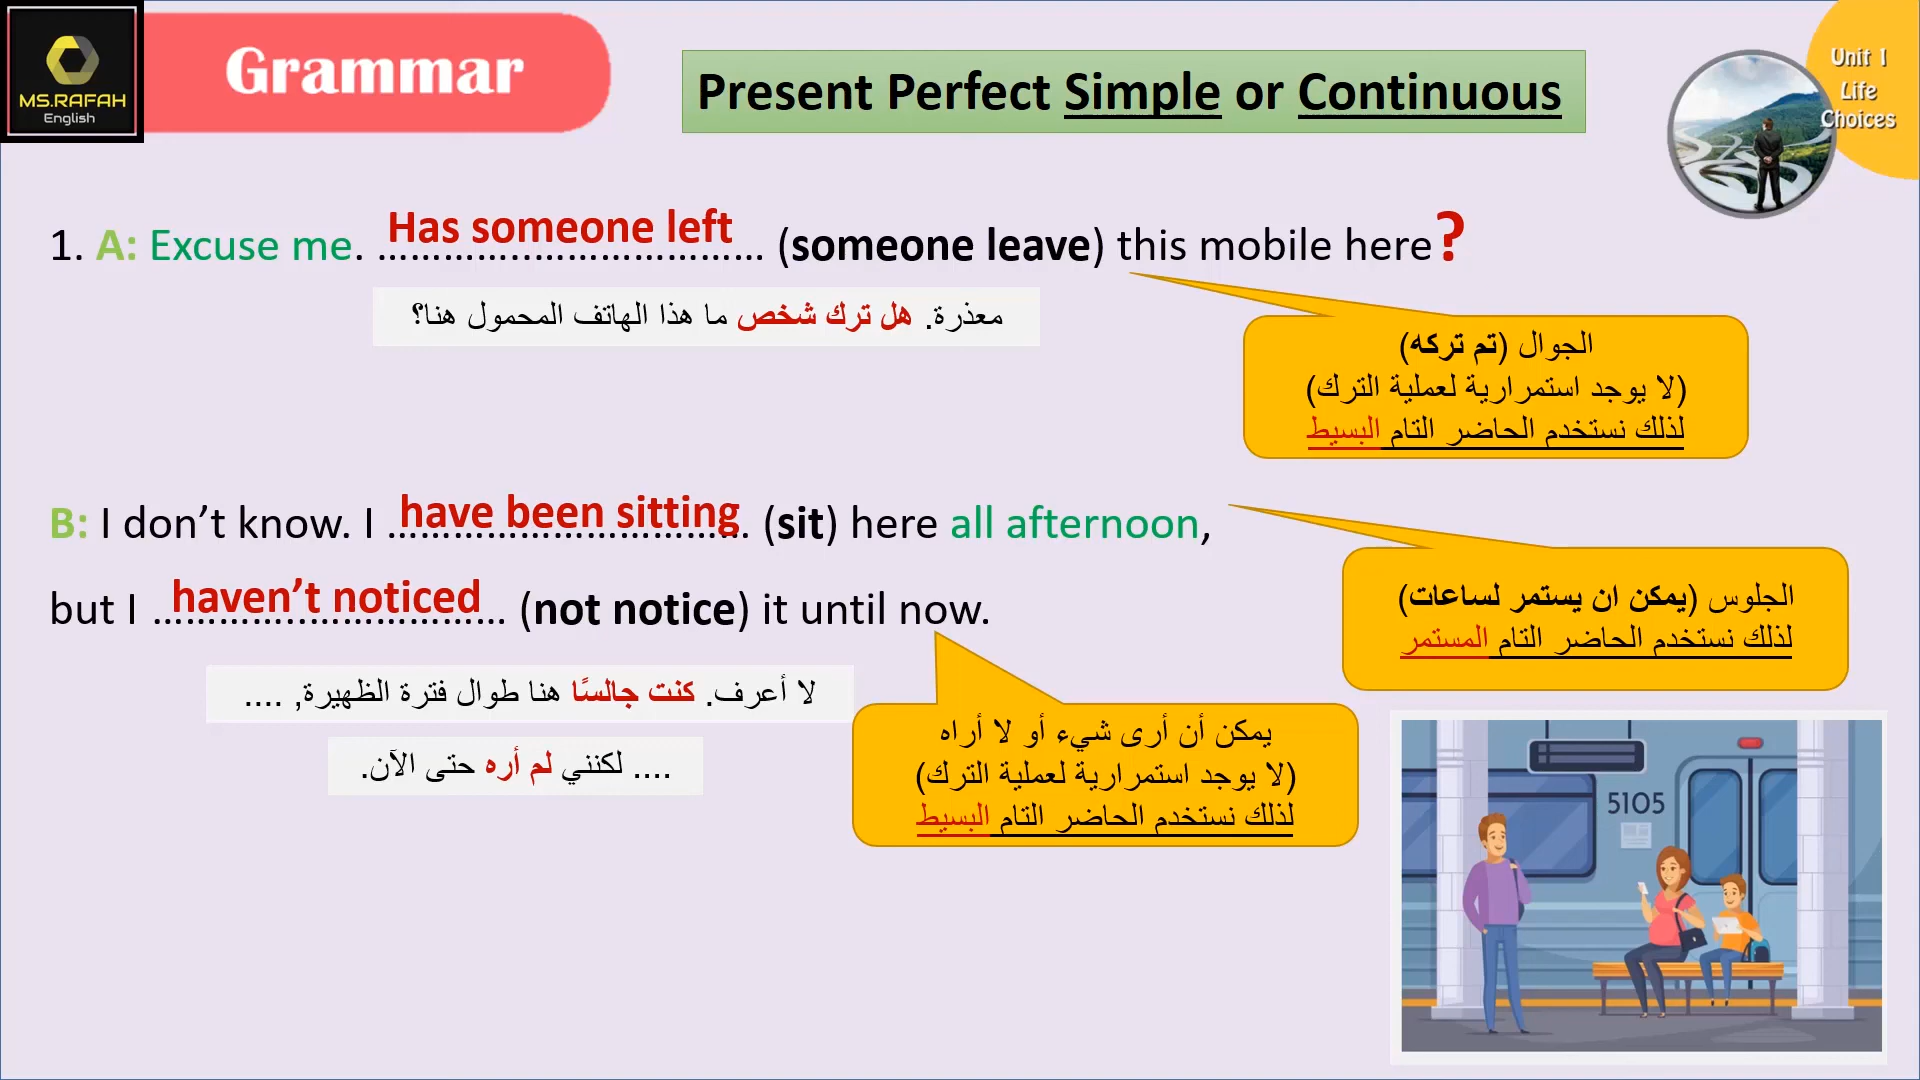 MS.RAFAH
English
Grammar
Present Perfect Simple or Continuous
Unit 1
Life
Choices
1. A: Excuse me. Has someone left (someone leave) this mobile here?
معذرة. هل ترك شخص ما هذا الهاتف المحمول هنا؟
الجوال (تم تركه)
(لا يوجد استمرارية لعملية الترك)
لذلك نستخدم الحاضر التام البسيط
B: I don't know. I have been sitting (sit) here all afternoon,
but I haven't noticed (not notice) it until now.
الجلوس (يمكن ان يستمر لساعات)
لذلك نستخدم الحاضر التام المستمر
لا أعرف. كنت جالسًا هنا طوال فترة الظهيرة, ....
.... لكنني لم أره حتى الآن.
يمكن أن أرى شيء أو لا أراه
(لا يوجد استمرارية لعملية الترك)
لذلك نستخدم الحاضر التام البسيط
5105